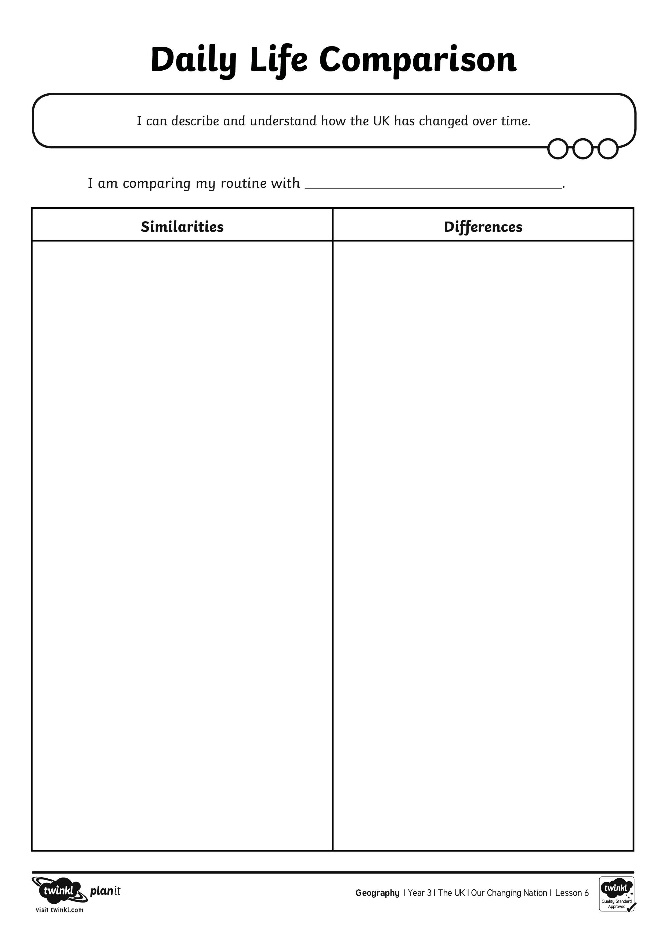 Daily Life Comparison
I can describe and understand how the UK has changed over time.
I am comparing my routine with ______________________________.
Similarities
Differences
twinkl planit
visit twinkl.com
Geography | Year 3 | The UK | Our Changing Nation | Lesson 6
twinkl
Quality Standard
Approved